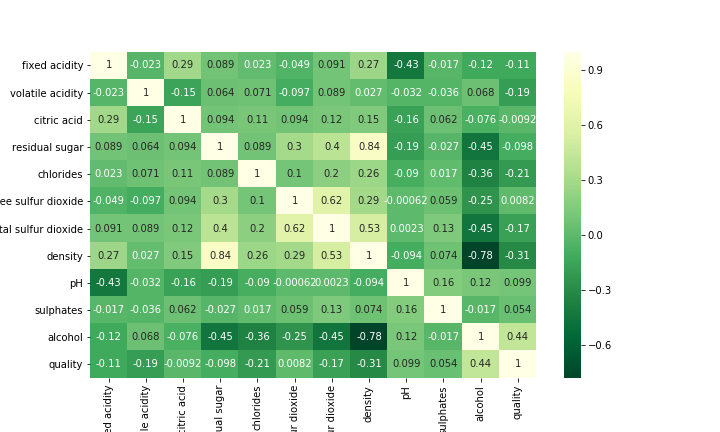 fixed acidity 1 -0.023 0.29 0.089 0.023 -0.049 0.091 0.27 -0.43 -0.017 -0.12 -0.11
volatile acidity -0.023 1 -0.15 0.064 0.071 -0.097 0.089 0.027 -0.032 -0.036 0.068 -0.19
citric acid 0.29 -0.15 1 0.094 0.11 0.094 0.12 0.15 -0.16 0.062 -0.076 -0.0092
residual sugar 0.089 0.064 0.094 1 0.089 0.3 0.4 0.84 -0.19 -0.027 -0.45 -0.098
chlorides 0.023 0.071 0.11 0.089 1 0.1 0.2 0.26 -0.09 0.017 -0.36 -0.21
ee sulfur dioxide -0.049 -0.097 0.094 0.3 0.1 1 0.62 0.29 -0.00062 0.059 -0.25 0.0082
tal sulfur dioxide 0.091 0.089 0.12 0.4 0.2 0.62 1 0.53 0.0023 0.13 -0.45 -0.17
density 0.27 0.027 0.15 0.84 0.26 0.29 0.53 1 -0.094 0.074 -0.78 -0.31
pH -0.43 -0.032 -0.16 -0.19 -0.09 -0.00062 0.0023 -0.094 1 0.16 0.12 0.099
sulphates -0.017 -0.036 0.062 -0.027 0.017 0.059 0.13 0.074 0.16 1 -0.017 0.054
alcohol -0.12 0.068 -0.076 -0.45 -0.36 -0.25 -0.45 -0.78 0.12 -0.017 1 0.44
quality -0.11 -0.19 -0.0092 -0.098 -0.21 0.0082 -0.17 -0.31 0.099 0.054 0.44 1
ed acidity
le acidity
citric acid
ual sugar
chlorides
ur dioxide
ur dioxide
density
pH
sulphates
alcohol
quality
0.9
0.6
0.3
0.0
−0.3
−0.6